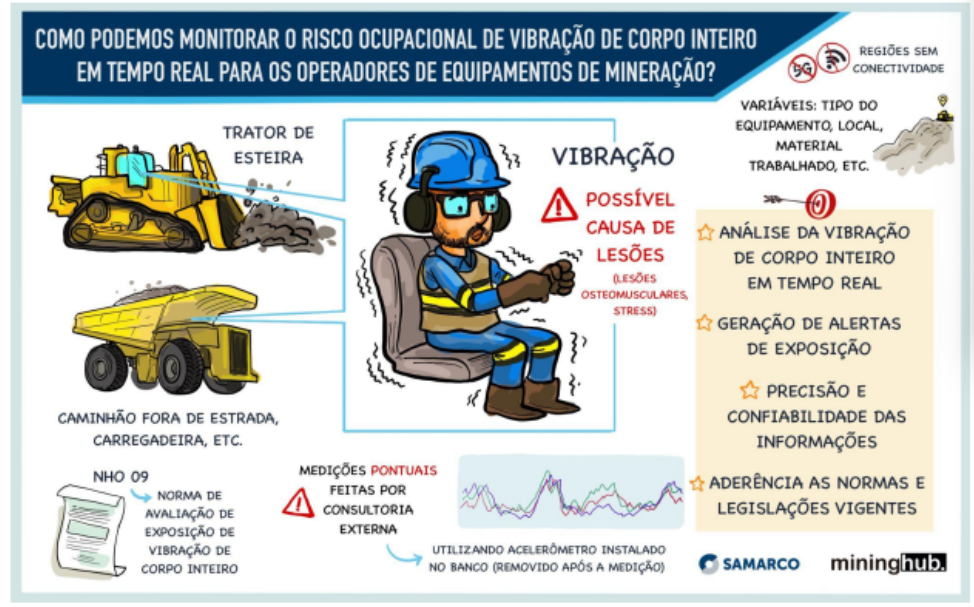 COMO PODEMOS MONITORAR O RISCO OCUPACIONAL DE VIBRAÇÃO DE CORPO INTEIRO
EM TEMPO REAL PARA OS OPERADORES DE EQUIPAMENTOS DE MINERAÇÃO?
5G
REGIÕES SEM
CONECTIVIDADE
VARIÁVEIS: TIPO DO
EQUIPAMENTO, LOCAL,
MATERIAL
TRABALHADO, ETC.
TRATOR DE
ESTEIRA
VIBRAÇÃO
POSSÍVEL
CAUSA DE
LESÕES
(LESÕES
OSTEOMUSCULARES,
STRESS)
CAMINHÃO FORA DE ESTRADA,
CARREGADEIRA, ETC.
ANÁLISE DA VIBRAÇÃO
DE CORPO INTEIRO
EM TEMPO REAL
GERAÇÃO DE ALERTAS
DE EXPOSIÇÃO
PRECISÃO E
CONFIABILIDADE DAS
INFORMAÇÕES
ADERÊNCIA AS NORMAS E
LEGISLAÇÕES VIGENTES
NHO 09
NORMA DE
AVALIAÇÃO DE
EXPOSIÇÃO DE
VIBRAÇÃO DE
CORPO INTEIRO
MEDIÇÕES PONTUAIS
FEITAS POR
CONSULTORIA
EXTERNA
UTILIZANDO ACELERÔMETRO INSTALADO
NO BANCO (REMOVIDO APÓS A MEDIÇÃO)
SAMARCO
mininghub.